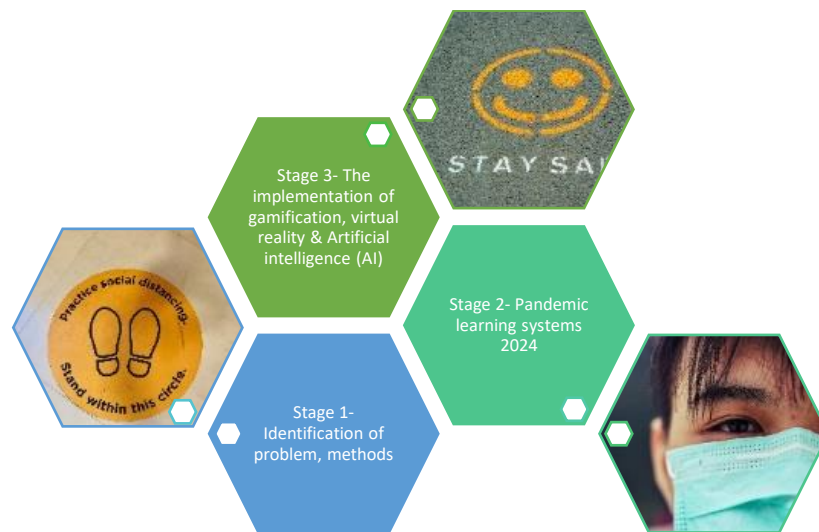 STAY
Stage 3- The
implementation of
gamification, virtual
reality & Artificial
intelligence (AI)
Practice social distancing.
Stand within this circle.
Stage 2- Pandemic
learning systems
2024
Stage 1-
Identification of
problem, methods